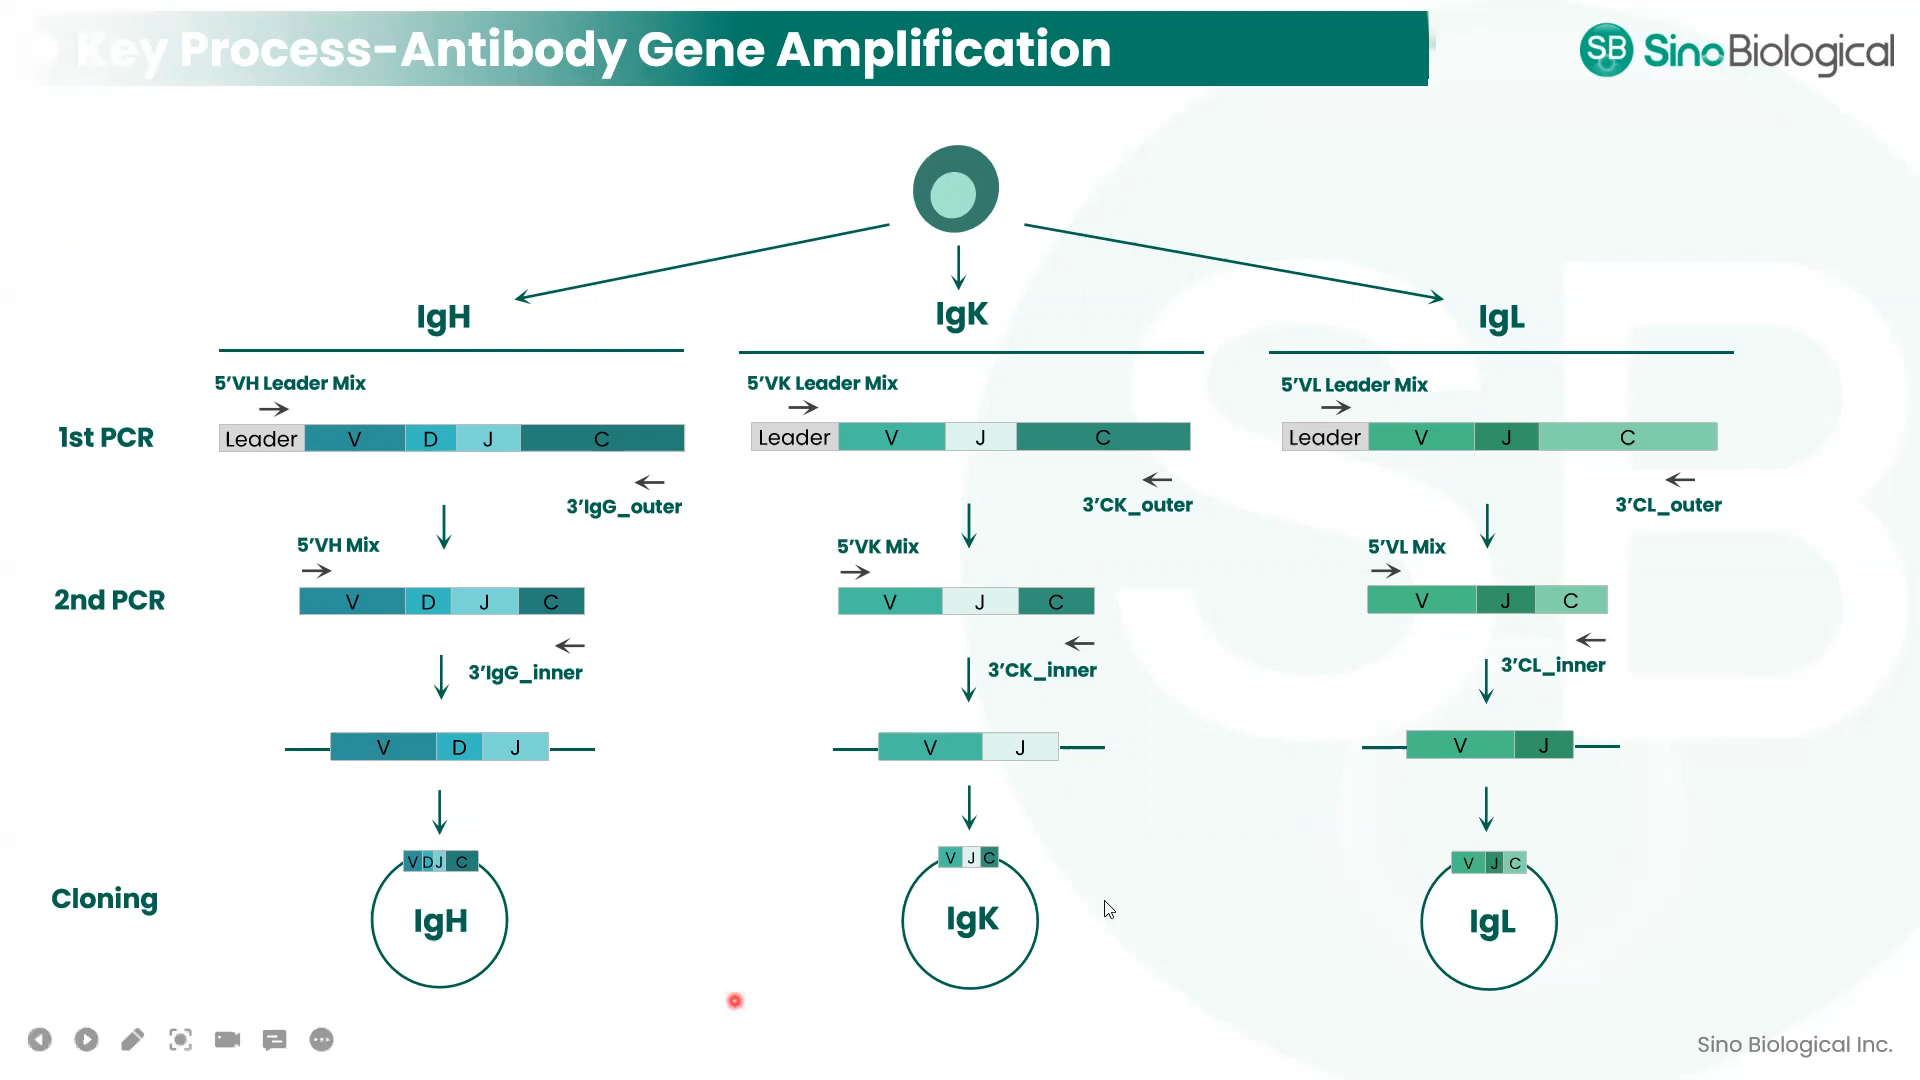 Key Process-Antibody Gene Amplification
SB SinoBiological
IgH
IgK
IgL
5’VH Leader Mix
5’VK Leader Mix
5’VL Leader Mix
1st PCR
Leader V D J C
Leader V J C
Leader V J C
3’IgG_outer
3’CK_outer
3’CL_outer
5’VH Mix
5’VK Mix
5’VL Mix
2nd PCR
V D J C
V J C
V J C
3’IgG_inner
3’CK_inner
3’CL_inner
V D J
V J
V J
V D J C
V J C
V J C
Cloning
IgH
IgK
IgL
Sino Biological Inc.